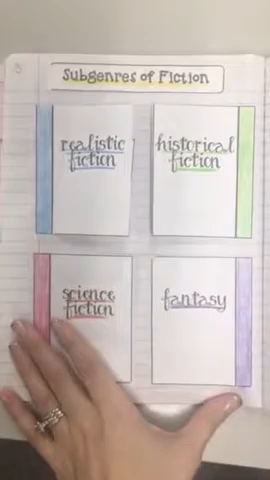 Subgenres of Fiction
realistic
fiction
historical
fiction
science
fiction
fantasy